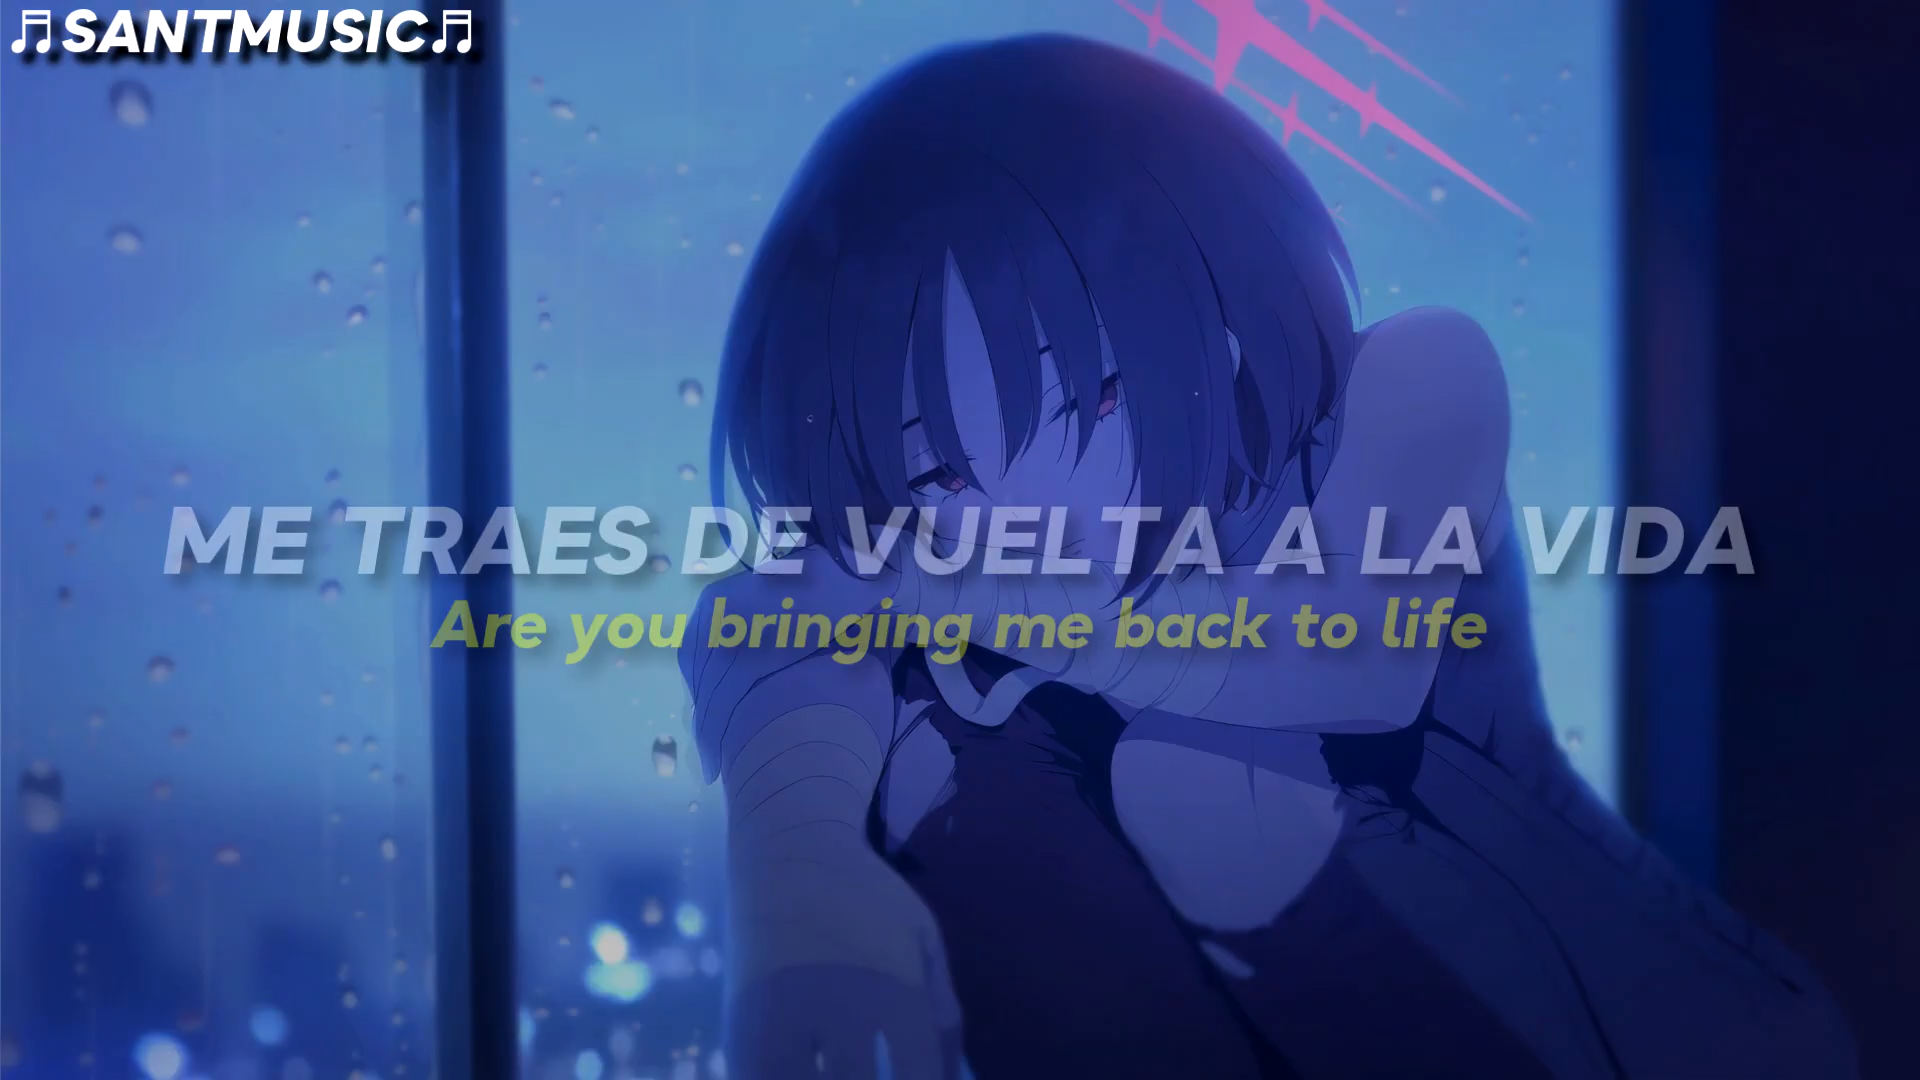 ♫SANTMUSIC♫
ME TRAES DE VUELTA A LA VIDA
Are you bringing me back to life